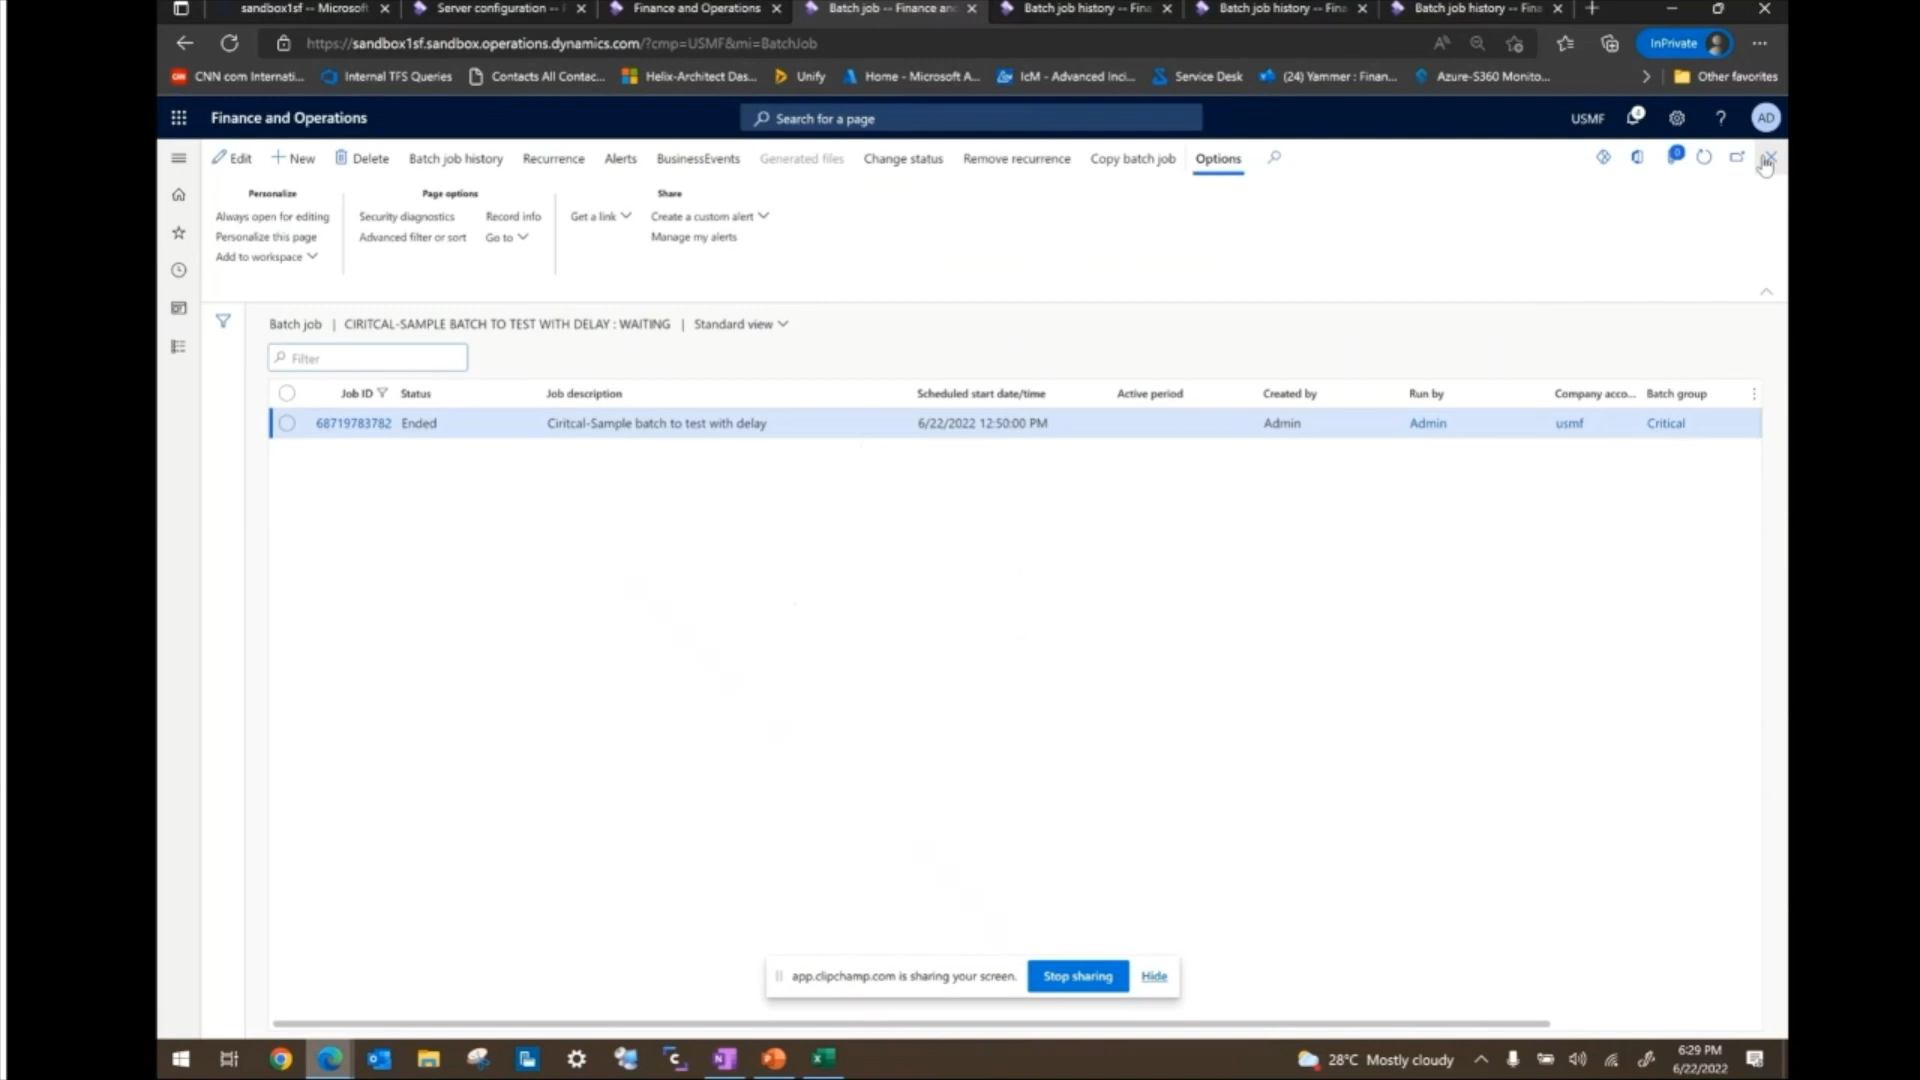 sandbox1sf -- Microsoft
Server configuration --
Finance and Operations
Batch job -- Finance an
Batch job history -- Fin
Batch job history -- Fin
Batch job history -- Fin
https://sandbox1sf.sandbox.operations.dynamics.com/?cmp=USMF&mi=BatchJob
InPrivate
CNN com Internati...
Internal TFS Queries
Contacts All Contac...
Helix-Architect Das...
Unify
Home - Microsoft A...
IcM - Advanced Inci...
Service Desk
(24) Yammer : Finan...
Azure-S360 Monito...
Other favorites
Finance and Operations
Search for a page
USMF
AD
Edit
New
Delete
Batch job history
Recurrence
Alerts
BusinessEvents
Generated files
Change status
Remove recurrence
Copy batch job
Options
0
Personalize
Always open for editing
Personalize this page
Add to workspace
Page options
Security diagnostics
Advanced filter or sort
Record info
Go to
Share
Get a link
Create a custom alert
Manage my alerts
Batch job | CIRITCAL-SAMPLE BATCH TO TEST WITH DELAY : WAITING | Standard view
Filter
Job ID Status Job description Scheduled start date/time Active period Created by Run by Company acco... Batch group
68719783782 Ended Ciritcal-Sample batch to test with delay 6/22/2022 12:50:00 PM Admin Admin usmf Critical
app.clipchamp.com is sharing your screen.
Stop sharing
Hide
28°C Mostly cloudy
6:29 PM
6/22/2022